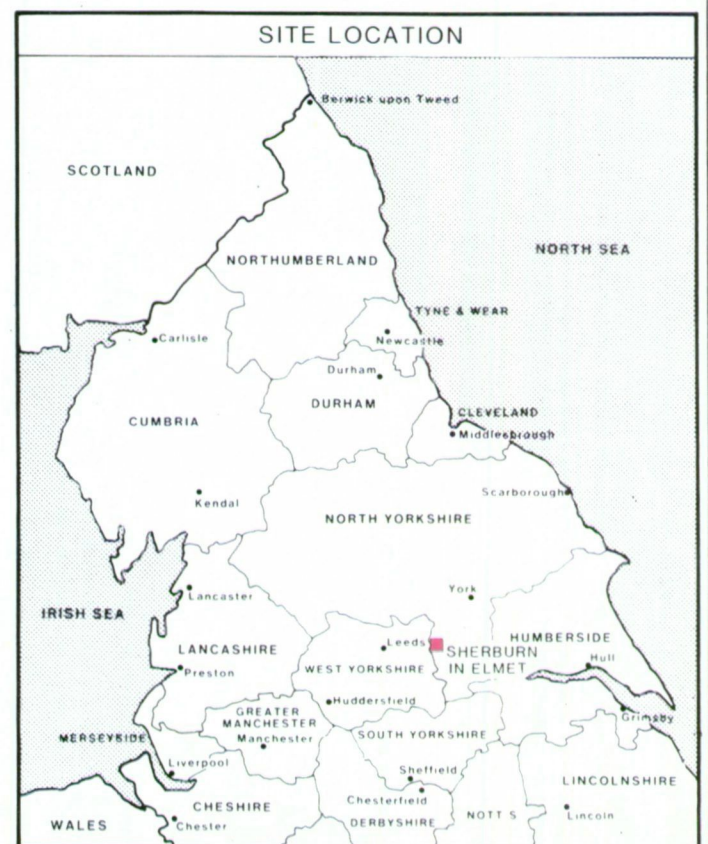 SITE LOCATION
Berwick upon Tweed
SCOTLAND
NORTH SEA
NORTHUMBERLAND
TYNE & WEAR
Carlisle
Newcastle
Durham
DURHAM
CLEVELAND
CUMBRIA
Middlesbrough
Kendal
Scarborough
NORTH YORKSHIRE
Lancaster
York
IRISH SEA
HUMBERSIDE
Leeds
SHERBURN
IN ELMET
LANCASHIRE
Hull
Preston
WEST YORKSHIRE
Huddersfield
GREATER
MANCHESTER
Grimsby
MERSEYSIDE
Manchester
SOUTH YORKSHIRE
Liverpool
Sheffield
LINCOLNSHIRE
Chesterfield
CHESHIRE
NOTT S
Lincoln
WALES
Chester
DERBYSHIRE